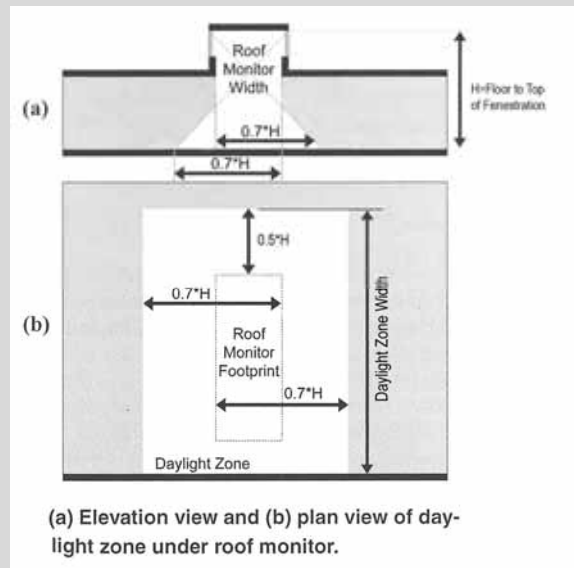 Roof
Monitor
Width
H=Floor to Top
of Fenestration
(a)
0.7*H
0.7*H
0.5*H
0.7*H
(b)
Roof
Monitor
Footprint
0.7*H
Daylight Zone Width
Daylight Zone
(a) Elevation view and (b) plan view of day-
light zone under roof monitor.